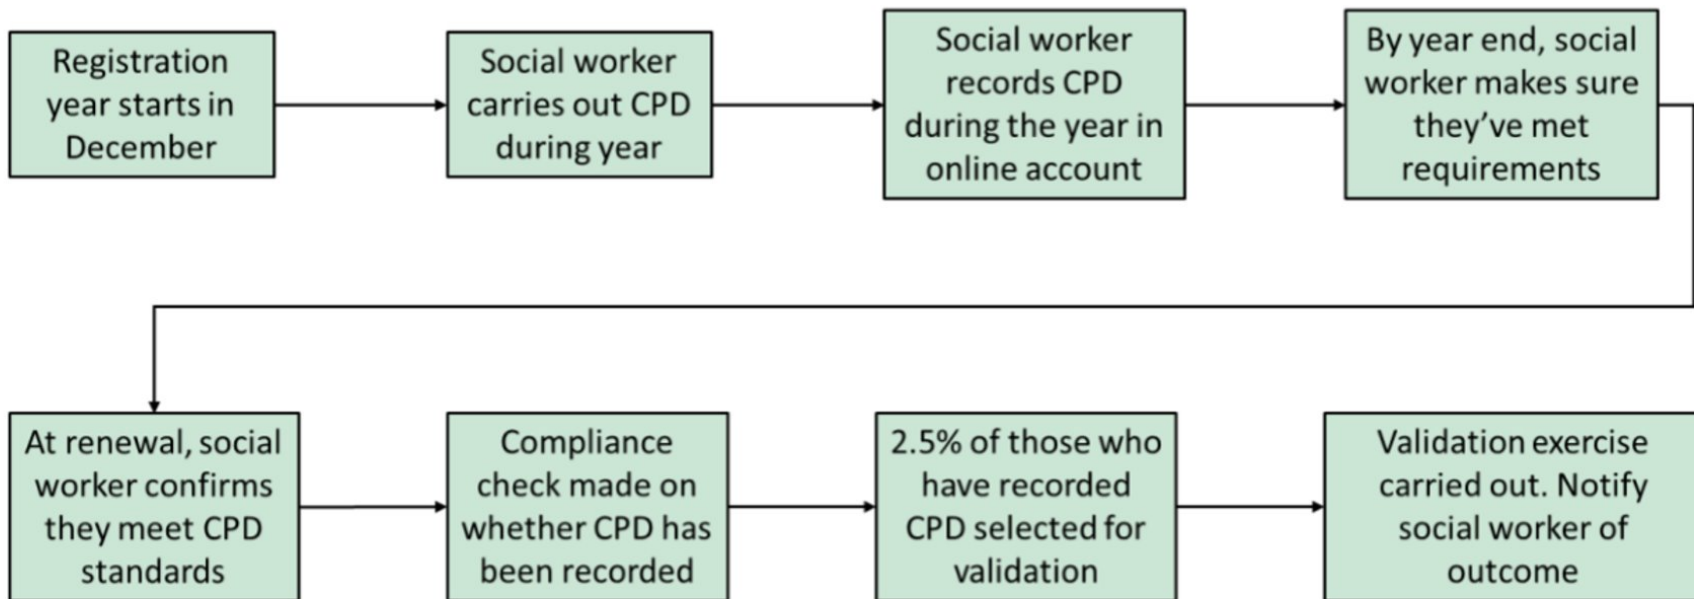 Registration
year starts in
December
Social worker
carries out CPD
during year
Social worker
records CPD
during the year in
online account
By year end, social
worker makes sure
they’ve met
requirements
At renewal, social
worker confirms
they meet CPD
standards
Compliance
check made on
whether CPD has
been recorded
2.5% of those who
have recorded
CPD selected for
validation
Validation exercise
carried out. Notify
social worker of
outcome